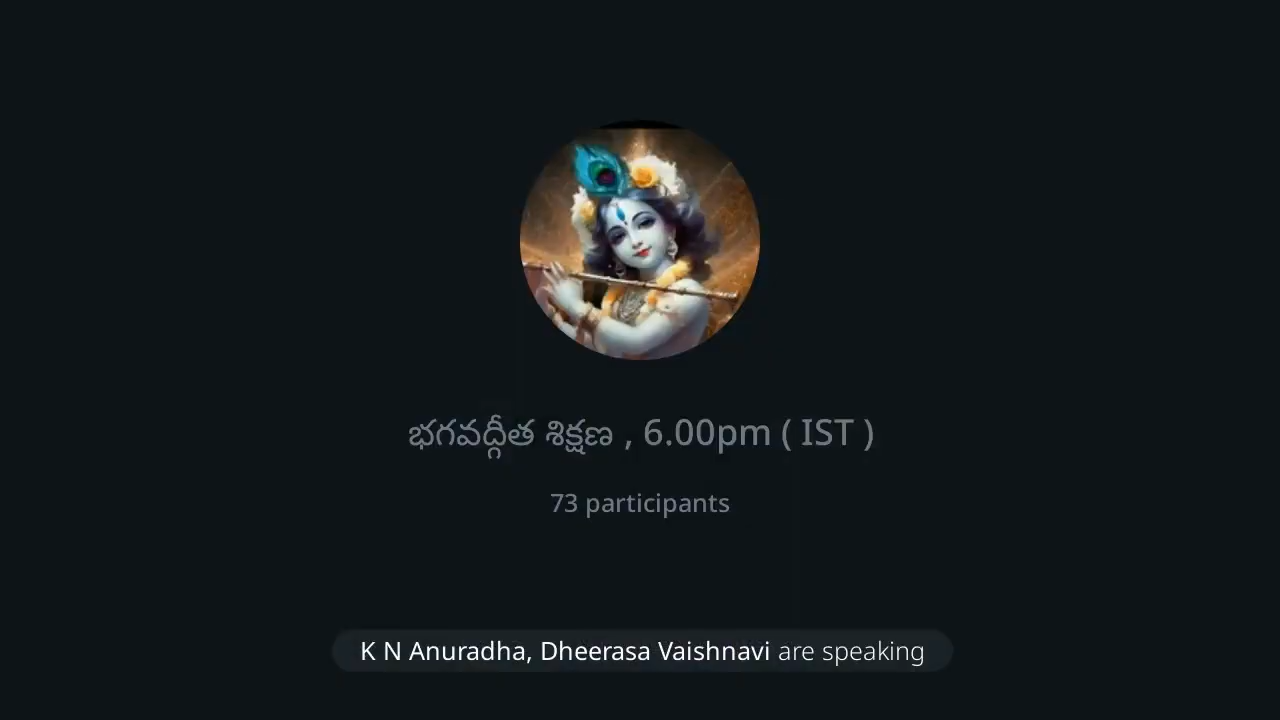 భగవద్గీత శిక్షణ , 6.00pm ( IST )
73 participants
K N Anuradha, Dheerasa Vaishnavi are speaking